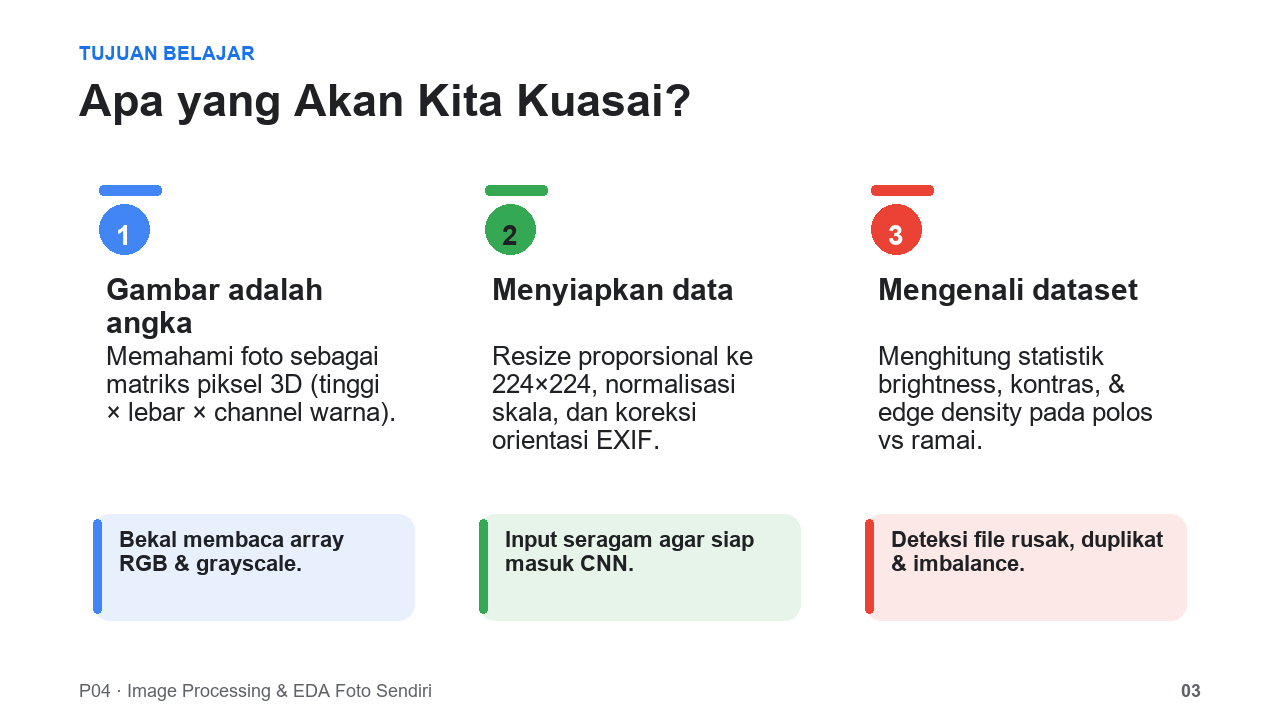 TUJUAN BELAJAR
Apa yang Akan Kita Kuasai?
1
Gambar adalah
angka
Memahami foto sebagai
matriks piksel 3D (tinggi
× lebar × channel warna).
Bekal membaca array
RGB & grayscale.
2
Menyiapkan data
Resize proporsional ke
224×224, normalisasi
skala, dan koreksi
orientasi EXIF.
Input seragam agar siap
masuk CNN.
3
Mengenali dataset
Menghitung statistik
brightness, kontras, &
edge density pada polos
vs ramai.
Deteksi file rusak, duplikat
& imbalance.
P04 · Image Processing & EDA Foto Sendiri
03